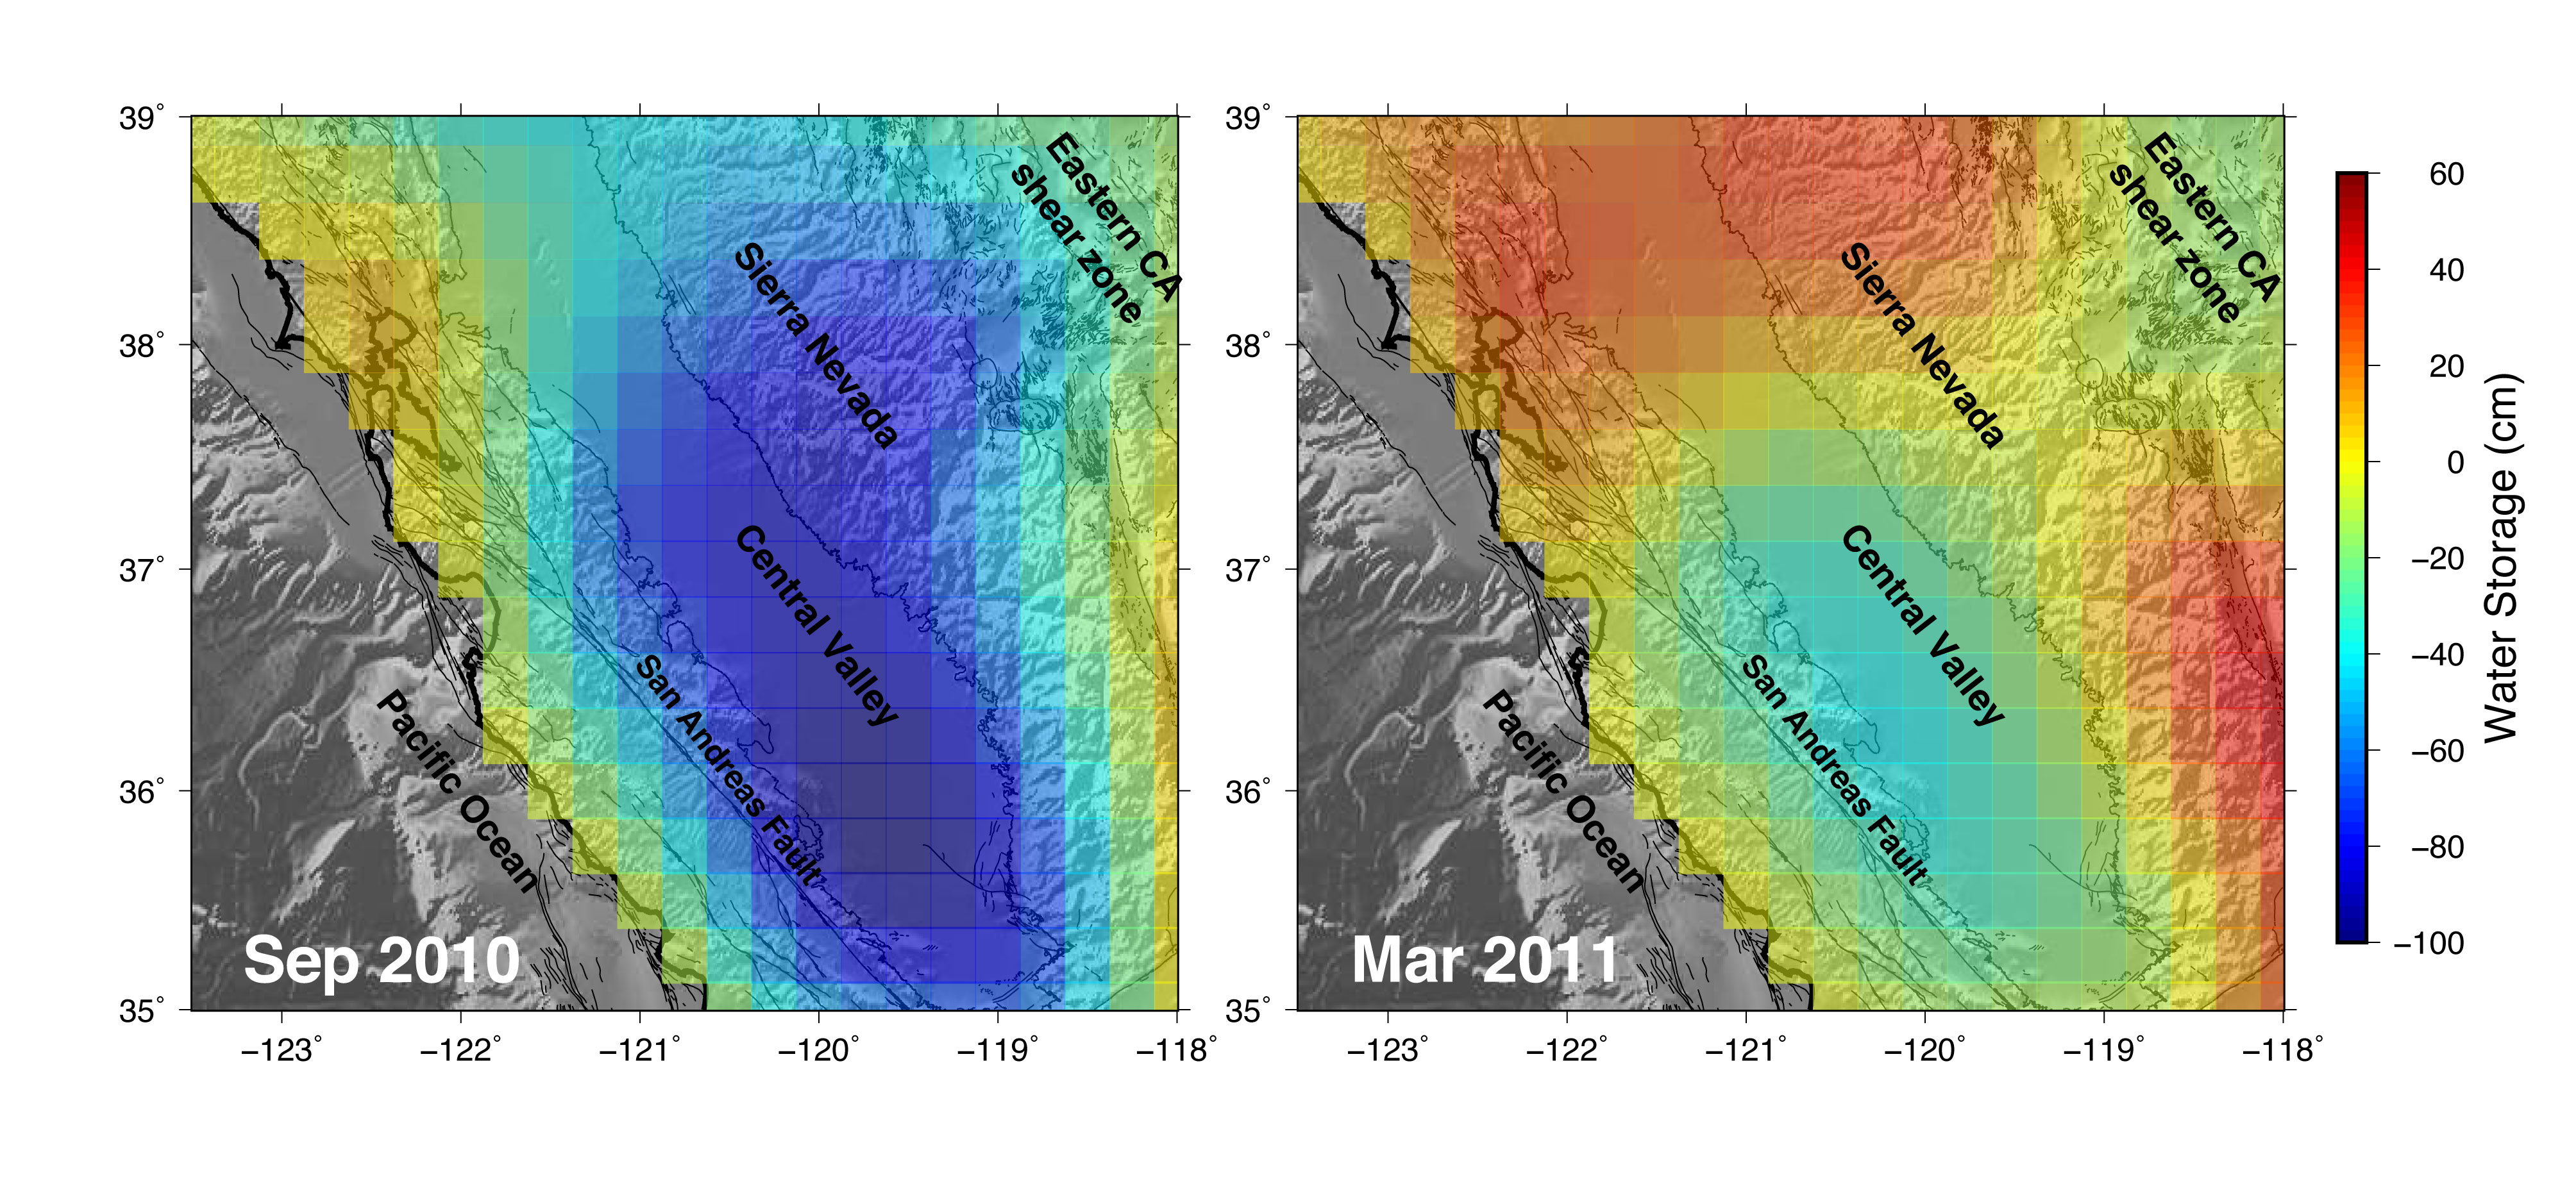 39°
38°
37°
36°
35°
−123°
−122°
−121°
−120°
−119°
−118°
Eastern CA
shear zone
Sierra Nevada
Central Valley
San Andreas Fault
Pacific Ocean
Sep 2010
39°
38°
37°
36°
35°
−123°
−122°
−121°
−120°
−119°
−118°
Eastern CA
shear zone
Sierra Nevada
Central Valley
San Andreas Fault
Pacific Ocean
Mar 2011
60
40
20
0
−20
−40
−60
−80
−100
Water Storage (cm)